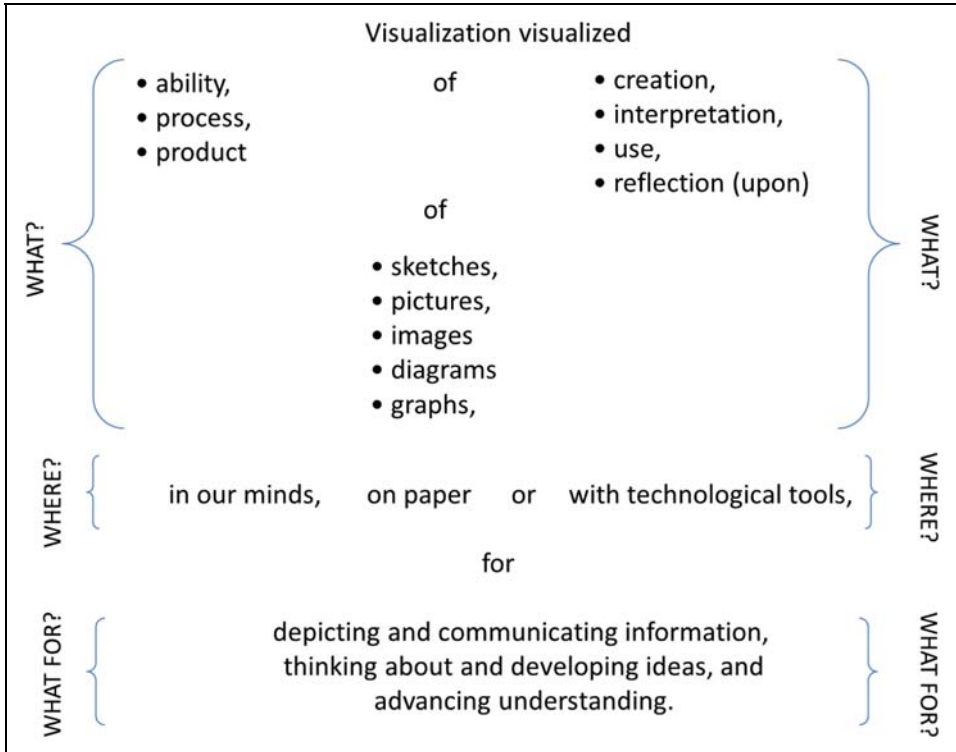 Visualization visualized
WHAT?
• ability,
• process,
• product
of
• creation,
• interpretation,
• use,
• reflection (upon)
WHAT?
of
• sketches,
• pictures,
• images
• diagrams
• graphs,
WHERE?
in our minds, on paper or with technological tools,
WHERE?
for
WHAT FOR?
depicting and communicating information,
thinking about and developing ideas, and
advancing understanding.
WHAT FOR?